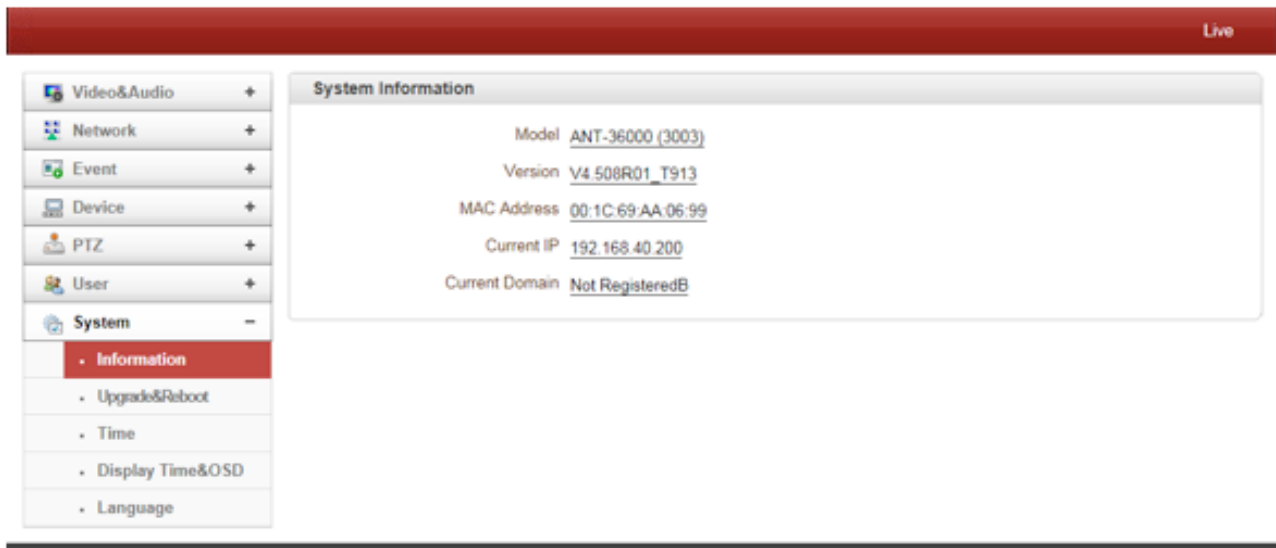 Live
Video&Audio +
Network +
Event +
Device +
PTZ +
User +
System −
• Information
• Upgrade&Reboot
• Time
• Display Time&OSD
• Language
System Information
Model ANT-36000 (3003)
Version V4.508R01_T913
MAC Address 00:1C:69:AA:06:99
Current IP 192.168.40.200
Current Domain Not RegisteredB